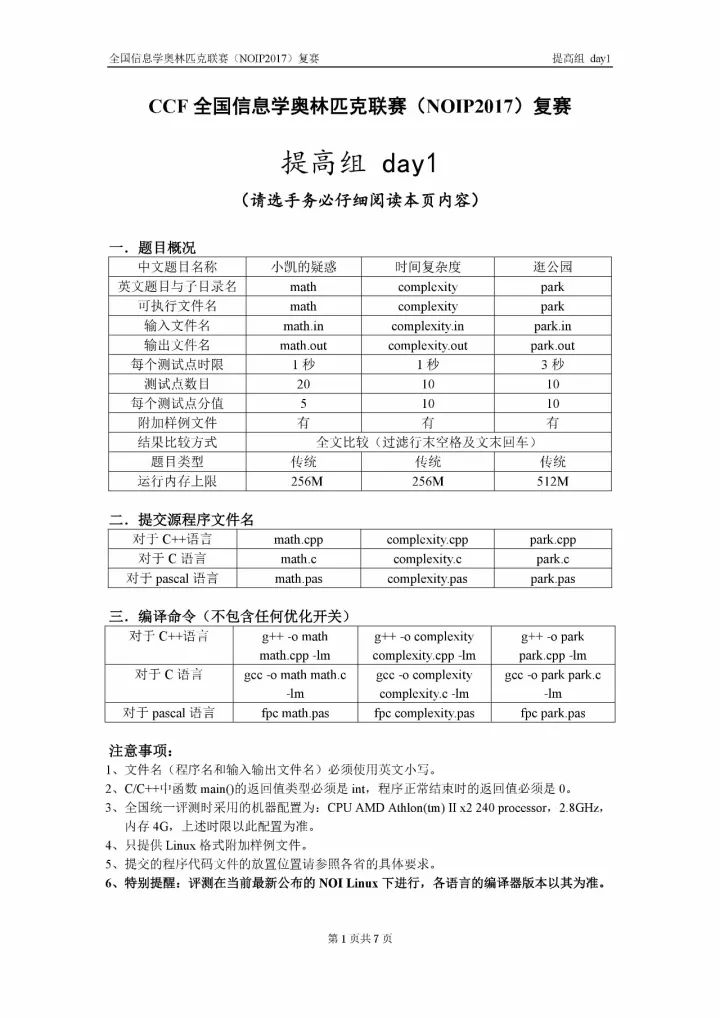 全国信息学奥林匹克联赛（NOIP2017）复赛 提高组 day1
CCF 全国信息学奥林匹克联赛（NOIP2017）复赛
提高组 day1
（请选手务必仔细阅读本页内容）
一．题目概况
中文题目名称 小凯的疑惑 时间复杂度 逛公园
英文题目与子目录名 math complexity park
可执行文件名 math complexity park
输入文件名 math.in complexity.in park.in
输出文件名 math.out complexity.out park.out
每个测试点时限 1 秒 1 秒 3 秒
测试点数目 20 10 10
每个测试点分值 5 10 10
附加样例文件 有 有 有
结果比较方式 全文比较（过滤行末空格及文末回车）
题目类型 传统 传统 传统
运行内存上限 256M 256M 512M
二．提交源程序文件名
对于 C++语言 math.cpp complexity.cpp park.cpp
对于 C 语言 math.c complexity.c park.c
对于 pascal 语言 math.pas complexity.pas park.pas
三．编译命令（不包含任何优化开关）
对于 C++语言 g++ -o math g++ -o complexity g++ -o park
math.cpp -lm complexity.cpp -lm park.cpp -lm
对于 C 语言 gcc -o math math.c gcc -o complexity gcc -o park park.c
-lm complexity.c -lm -lm
对于 pascal 语言 fpc math.pas fpc complexity.pas fpc park.pas
注意事项：
1、文件名（程序名和输入输出文件名）必须使用英文小写。
2、C/C++中函数 main()的返回值类型必须是 int，程序正常结束时的返回值必须是 0。
3、全国统一评测时采用的机器配置为：CPU AMD Athlon(tm) II x2 240 processor，2.8GHz，
内存 4G，上述时限以此配置为准。
4、只提供 Linux 格式附加样例文件。
5、提交的程序代码文件的放置位置请参照各省的具体要求。
6、特别提醒：评测在当前最新公布的 NOI Linux 下进行，各语言的编译器版本以其为准。
第 1 页共 7 页